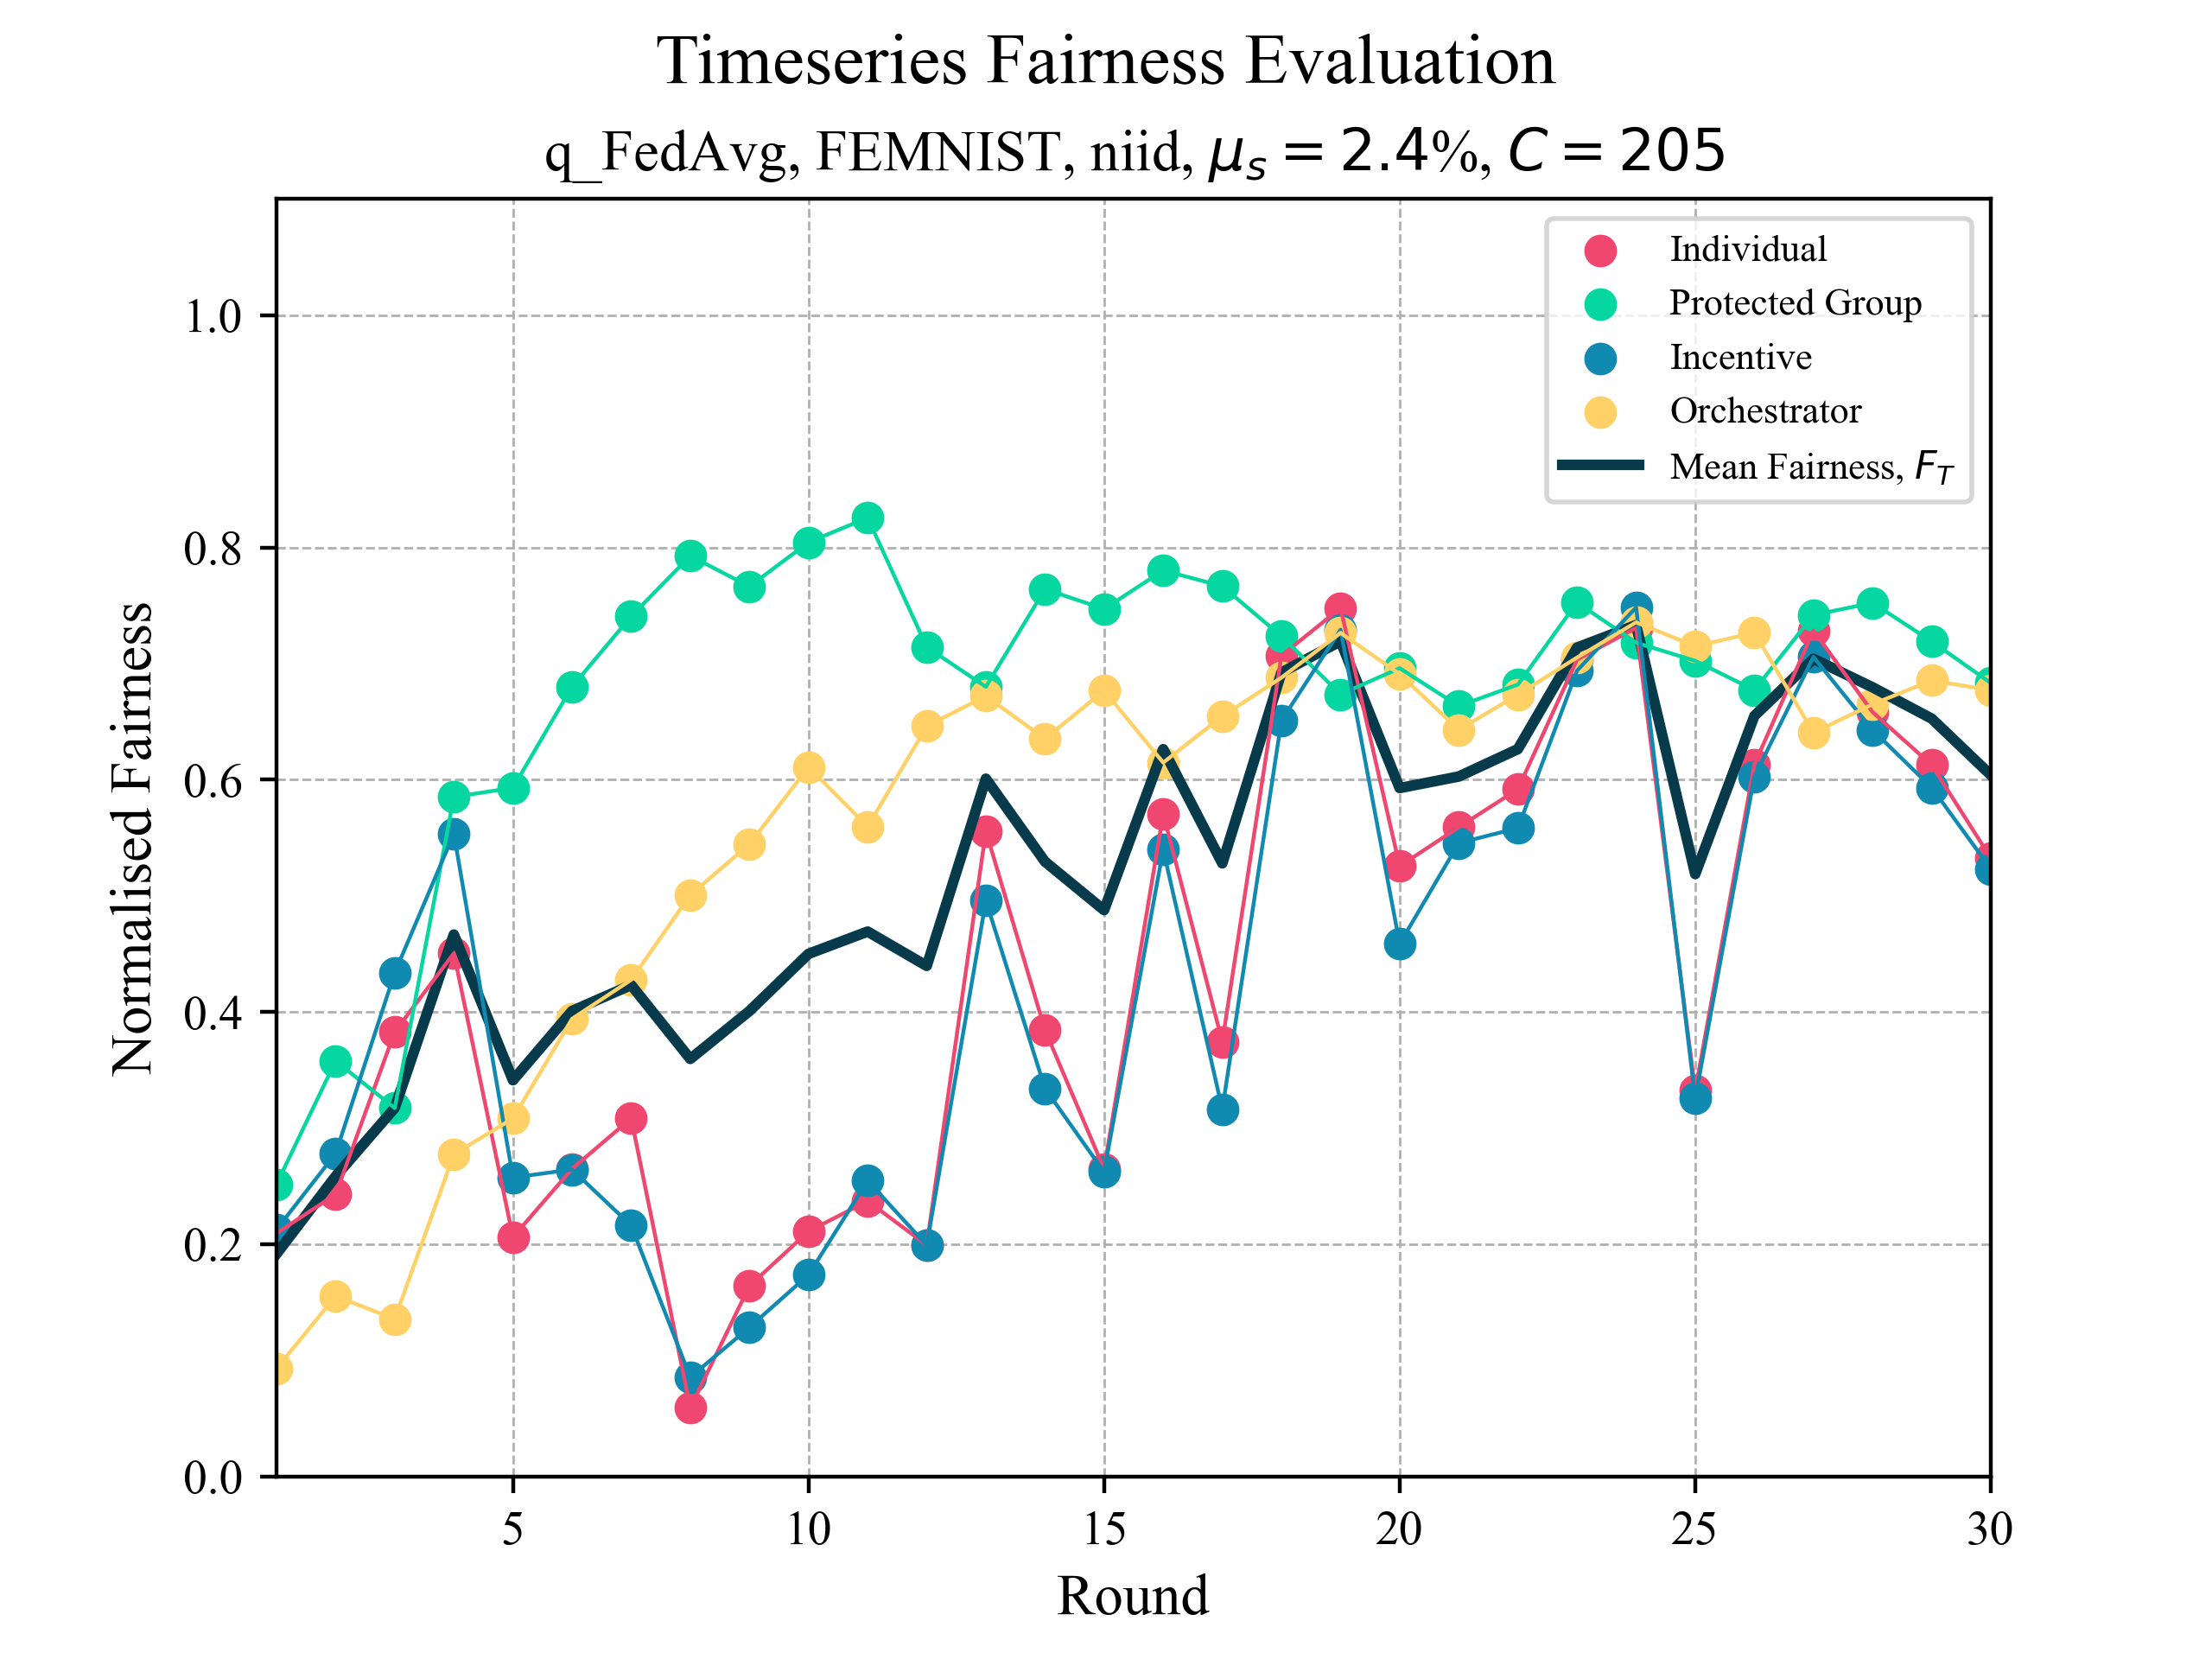 Timeseries Fairness Evaluation
q_FedAvg, FEMNIST, niid, μₛ = 2.4%, C = 205
Individual
Protected Group
Incentive
Orchestrator
Mean Fairness, F_T
Normalised Fairness
1.0
0.8
0.6
0.4
0.2
0.0
5 10 15 20 25 30
Round